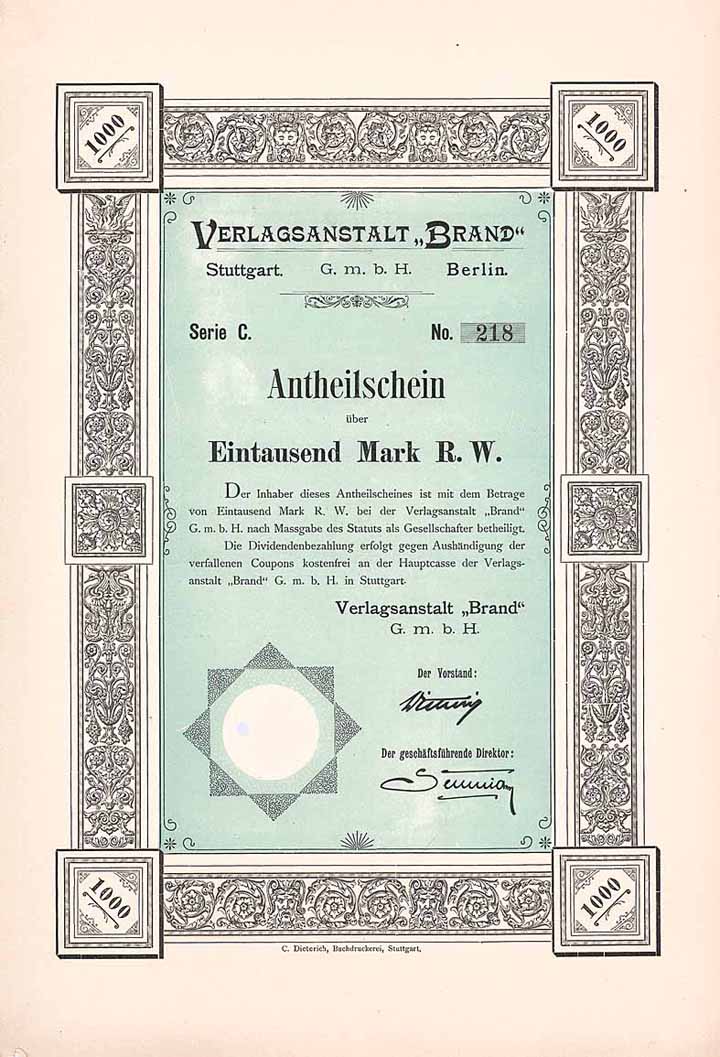 1000
1000
VERLAGSANSTALT „BRAND“
Stuttgart. G. m. b. H. Berlin.
Serie C. No. 218
Antheilschein
über
Eintausend Mark R. W.
Der Inhaber dieses Antheilscheines ist mit dem Betrage
von Eintausend Mark R. W. bei der Verlagsanstalt „Brand“
G. m. b. H. nach Massgabe des Statuts als Gesellschafter betheiligt.
Die Dividendenbezahlung erfolgt gegen Aushändigung der
verfallenen Coupons kostenfrei an der Hauptcasse der Verlags-
anstalt „Brand“ G. m. b. H. in Stuttgart.
Verlagsanstalt „Brand“
G. m. b. H.
Der Vorstand:
Der geschäftsführende Direktor:
1000
1000
C. Dieterich, Buchdruckerei, Stuttgart.